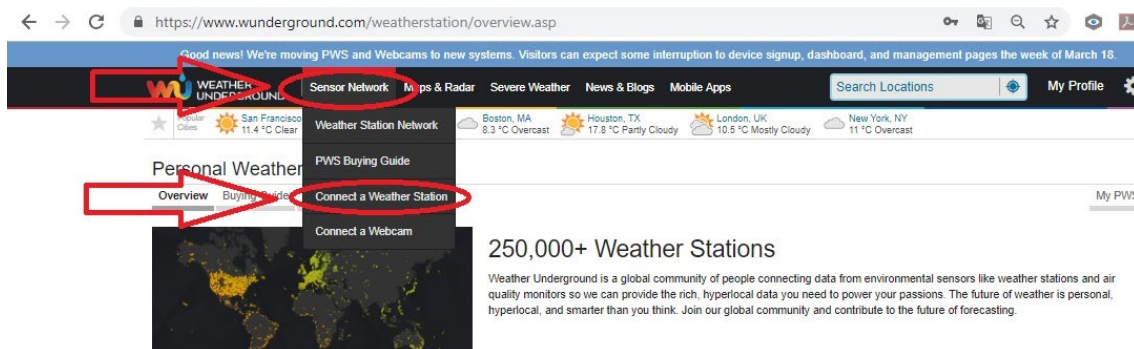 https://www.wunderground.com/weatherstation/overview.asp
Good news! We're moving PWS and Webcams to new systems. Visitors can expect some interruption to device signup, dashboard, and management pages the week of March 18.
WEATHER UNDERGROUND
Sensor Network Maps & Radar Severe Weather News & Blogs Mobile Apps Search Locations My Profile
Popular Cities
San Francisco
11.4 °C Clear
Boston, MA
8.3 °C Overcast
Houston, TX
17.8 °C Partly Cloudy
London, UK
10.5 °C Mostly Cloudy
New York, NY
11 °C Overcast
Weather Station Network
PWS Buying Guide
Connect a Weather Station
Connect a Webcam
Personal Weather
Overview Buying Guide My PWS
250,000+ Weather Stations
Weather Underground is a global community of people connecting data from environmental sensors like weather stations and air
quality monitors so we can provide the rich, hyperlocal data you need to power your passions. The future of weather is personal,
hyperlocal, and smarter than you think. Join our global community and contribute to the future of forecasting.